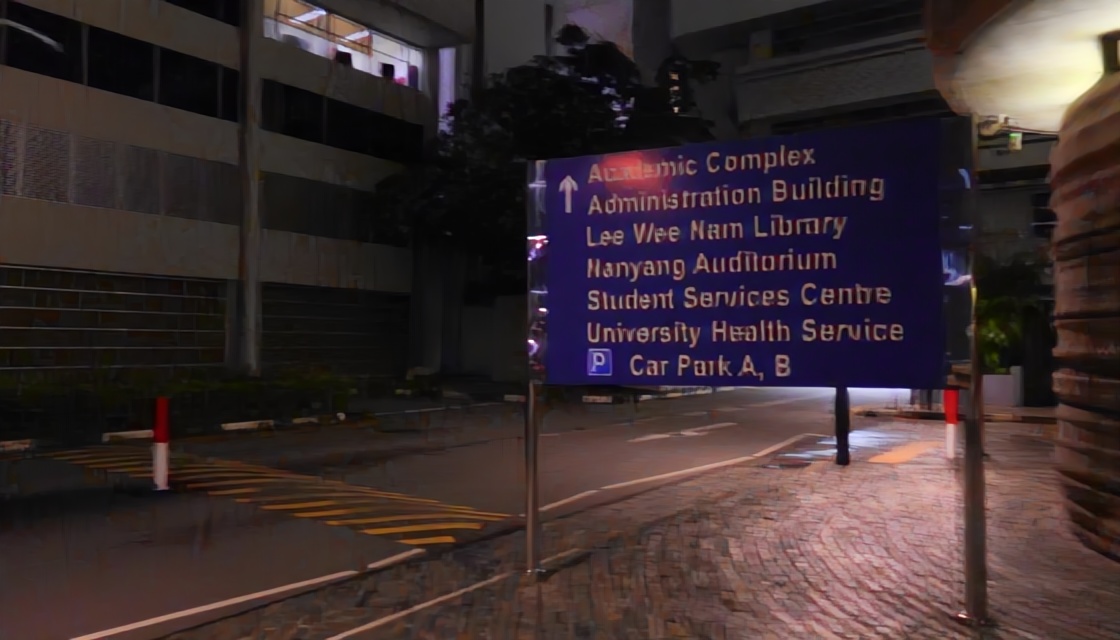 Academic Complex
Administration Building
Lee Wee Nam Library
Nanyang Auditorium
Student Services Centre
University Health Service
P Car Park A, B